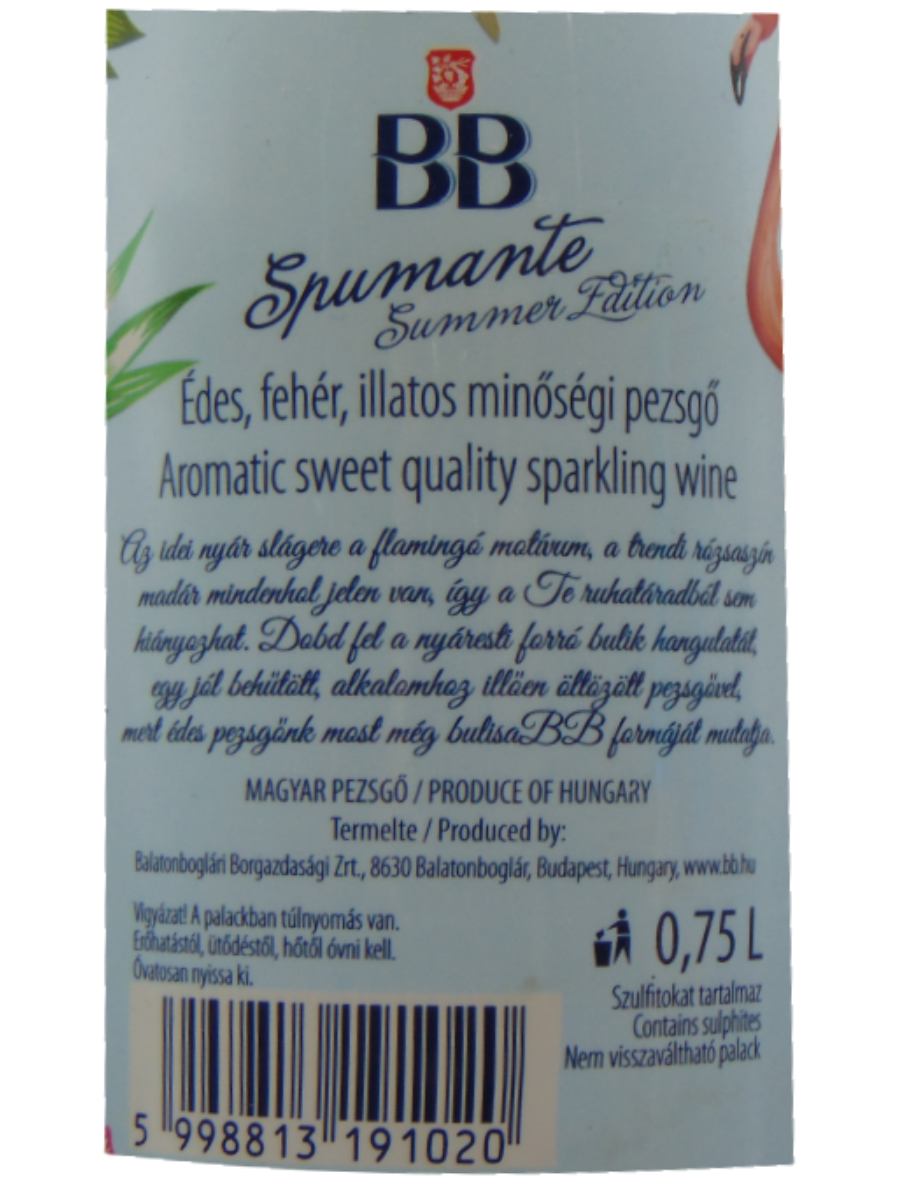 BB
Spumante
Summer Edition
Édes, fehér, illatos minőségi pezsgő
Aromatic sweet quality sparkling wine
Az idei nyár slágere a flamingó motívum, a trendi rózsaszín
madár mindenhol jelen van, így a Te ruhatáradból sem
hiányozhat. Dobd fel a nyáresti forró bulik hangulatát,
egy jól behűtött, alkalomhoz illően öltözött pezsgővel,
mert édes pezsgőnk most még bulisaBB formáját mutatja.
MAGYAR PEZSGŐ / PRODUCE OF HUNGARY
Termelte / Produced by:
Balatonboglári Borgazdasági Zrt., 8630 Balatonboglár, Budapest, Hungary, www.bb.hu
Vigyázat! A palackban túlnyomás van.
Erőhatástól, ütődéstől, hőtől óvni kell.
Óvatosan nyissa ki.
0,75 L
Szulfitokat tartalmaz
Contains sulphites
Nem visszaváltható palack
5 998813 191020